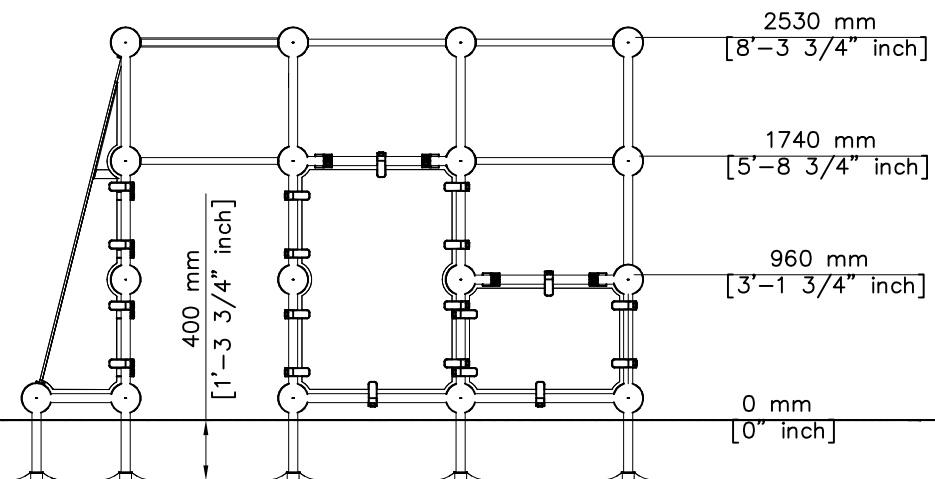 2530 mm
[8'-3 3/4" inch]
1740 mm
[5'-8 3/4" inch]
400 mm
[1'-3 3/4" inch]
960 mm
[3'-1 3/4" inch]
0 mm
[0" inch]